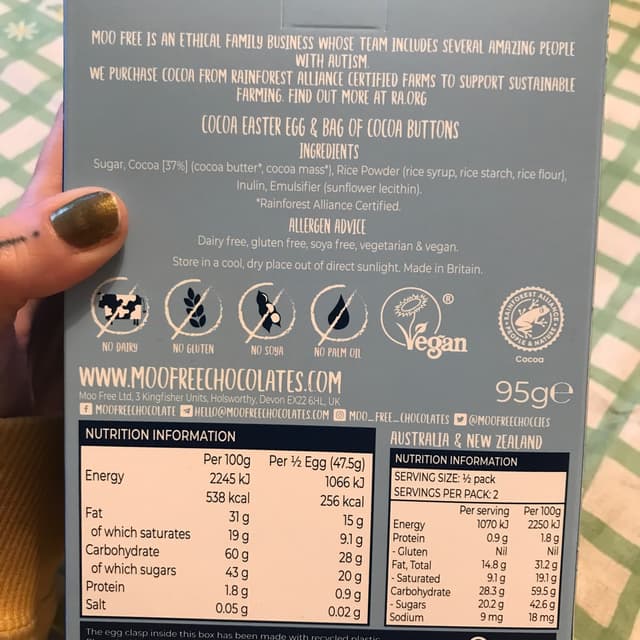 MOO FREE IS AN ETHICAL FAMILY BUSINESS WHOSE TEAM INCLUDES SEVERAL AMAZING PEOPLE
WITH AUTISM.
WE PURCHASE COCOA FROM RAINFOREST ALLIANCE CERTIFIED FARMS TO SUPPORT SUSTAINABLE
FARMING. FIND OUT MORE AT RA.ORG
COCOA EASTER EGG & BAG OF COCOA BUTTONS
INGREDIENTS
Sugar, Cocoa [37%] (cocoa butter*, cocoa mass*), Rice Powder (rice syrup, rice starch, rice flour),
Inulin, Emulsifier (sunflower lecithin).
*Rainforest Alliance Certified.
ALLERGEN ADVICE
Dairy free, gluten free, soya free, vegetarian & vegan.
Store in a cool, dry place out of direct sunlight. Made in Britain.
NO DAIRY NO GLUTEN NO SOYA NO PALM OIL Vegan ® RAINFOREST ALLIANCE PEOPLE & NATURE Cocoa
WWW.MOOFREECHOCOLATES.COM 95g℮
Moo Free Ltd, 3 Kingfisher Units, Holsworthy, Devon EX22 6HL, UK
MOOFREECHOCOLATE HELLO@MOOFREECHOCOLATES.COM MOO_FREE_CHOCOLATES @MOOFREECHOCCIES
NUTRITION INFORMATION
Per 100g Per ½ Egg (47.5g)
Energy 2245 kJ 1066 kJ
538 kcal 256 kcal
Fat 31 g 15 g
of which saturates 19 g 9.1 g
Carbohydrate 60 g 28 g
of which sugars 43 g 20 g
Protein 1.8 g 0.9 g
Salt 0.05 g 0.02 g
The egg clasp inside this box has been made with recycled plastic
AUSTRALIA & NEW ZEALAND
NUTRITION INFORMATION
SERVING SIZE: ½ pack
SERVINGS PER PACK: 2
Per serving Per 100g
Energy 1070 kJ 2250 kJ
Protein 0.9 g 1.8 g
- Gluten Nil Nil
Fat, Total 14.8 g 31.2 g
- Saturated 9.1 g 19.1 g
Carbohydrate 28.3 g 59.5 g
- Sugars 20.2 g 42.6 g
Sodium 9 mg 18 mg